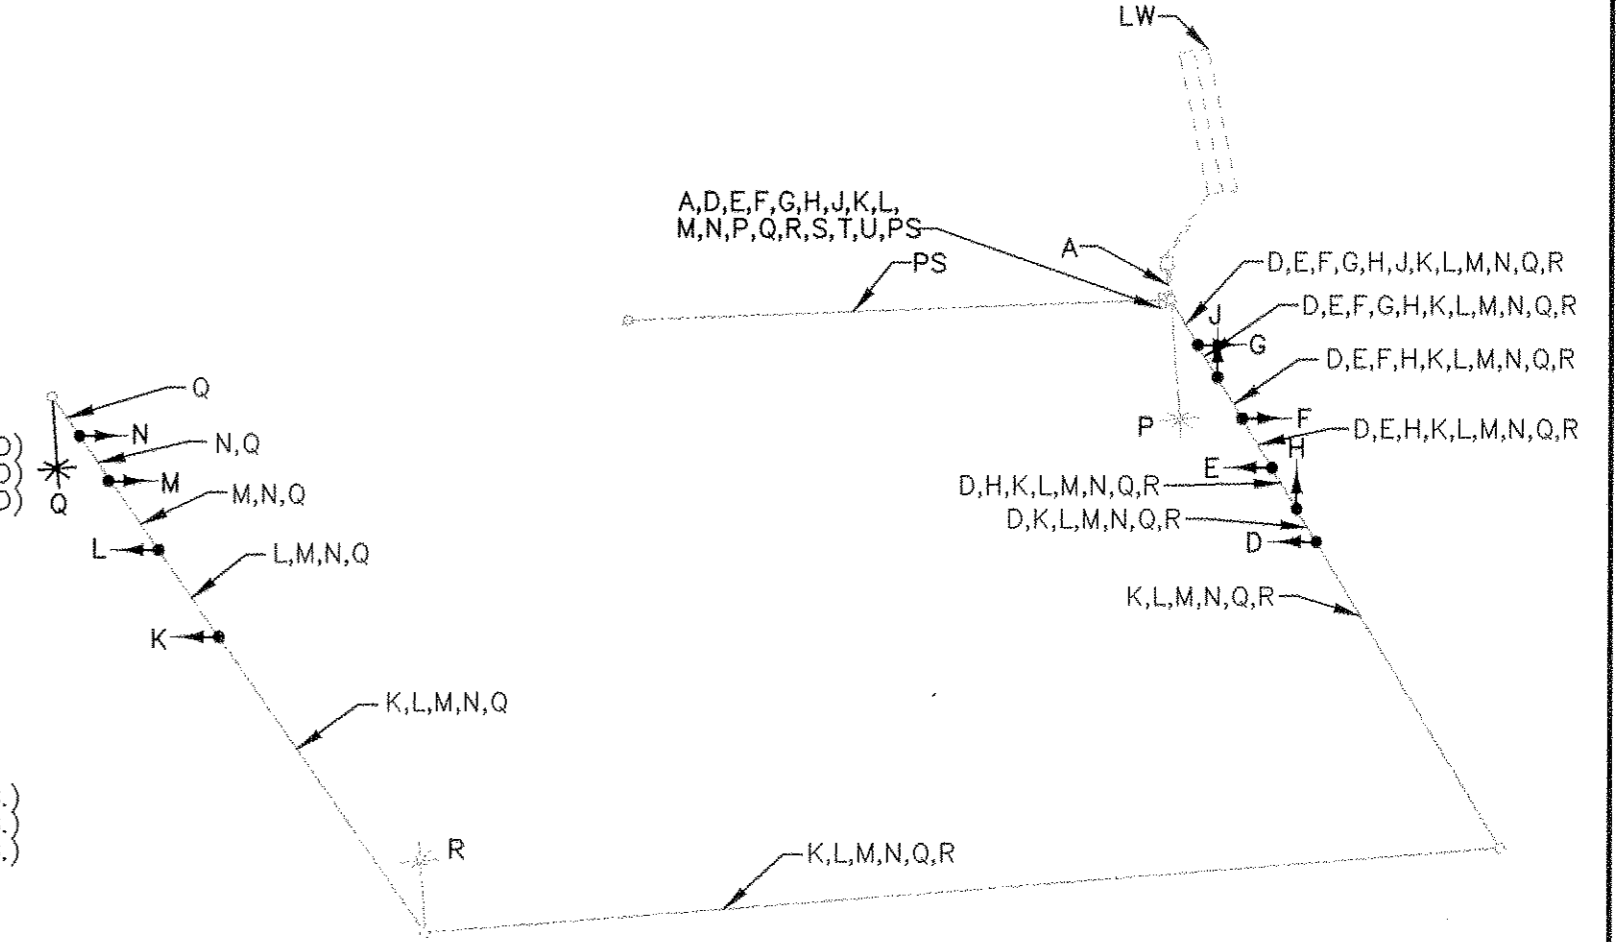 LW
A,D,E,F,G,H,J,K,L,
M,N,P,Q,R,S,T,U,PS
A
D,E,F,G,H,J,K,L,M,N,Q,R
PS
D,E,F,G,H,K,L,M,N,Q,R
J
G
D,E,F,H,K,L,M,N,Q,R
Q
F
P
D,E,H,K,L,M,N,Q,R
N
N,Q
H
E
M
D,H,K,L,M,N,Q,R
M,N,Q
Q
D,K,L,M,N,Q,R
D
L
L,M,N,Q
K,L,M,N,Q,R
K
K,L,M,N,Q
R
K,L,M,N,Q,R